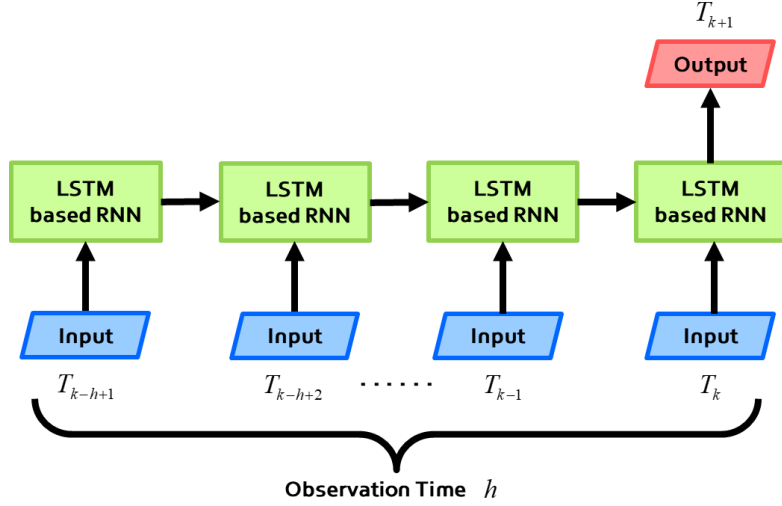 T_{k+1}
Output
LSTM
based RNN
LSTM
based RNN
LSTM
based RNN
LSTM
based RNN
Input
Input
Input
Input
T_{k-h+1}
T_{k-h+2}
......
T_{k-1}
T_k
Observation Time h